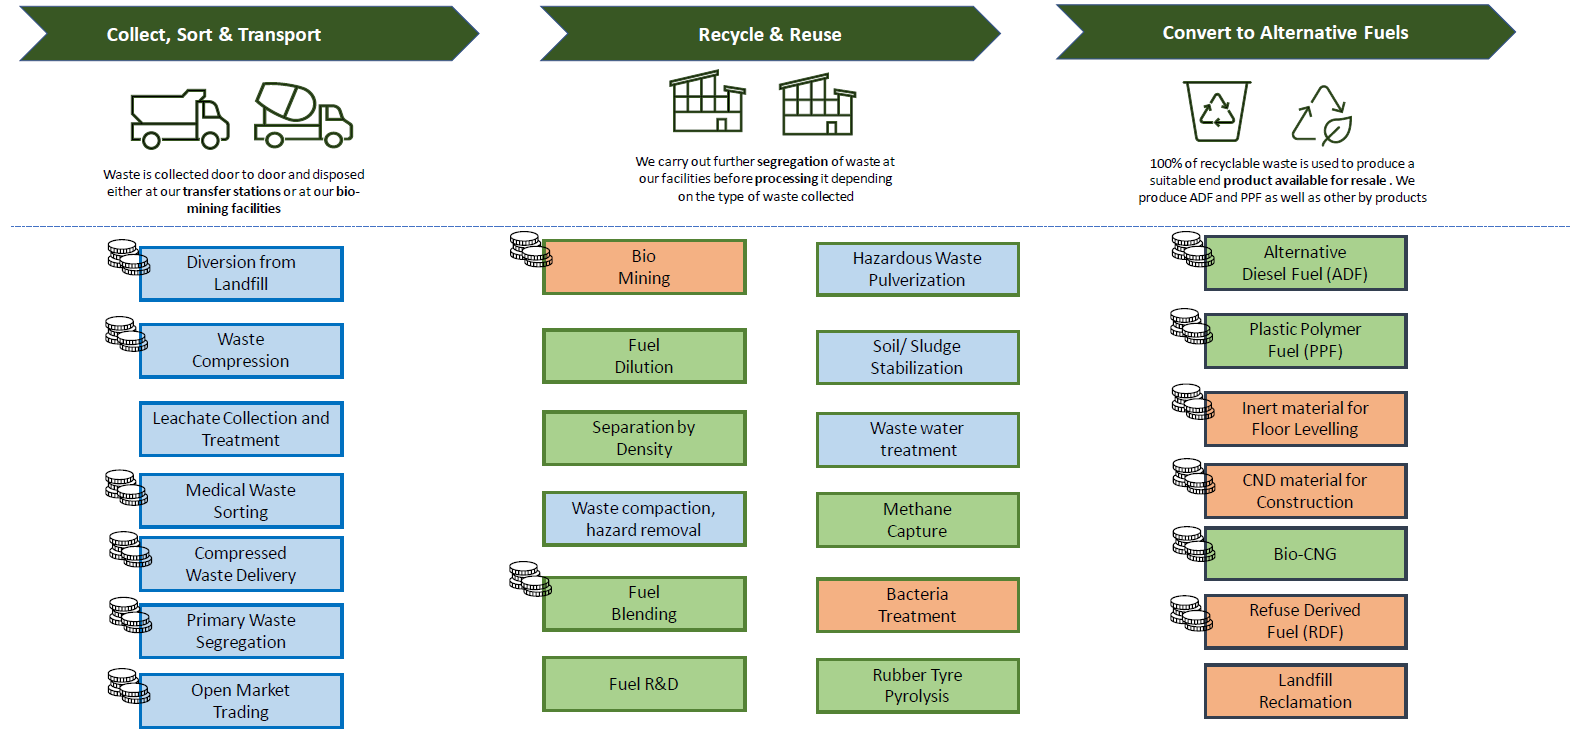 Collect, Sort & Transport
Waste is collected door to door and disposed
either at our transfer stations or at our bio-
mining facilities
Diversion from
Landfill
Waste
Compression
Leachate Collection and
Treatment
Medical Waste
Sorting
Compressed
Waste Delivery
Primary Waste
Segregation
Open Market
Trading
Recycle & Reuse
We carry out further segregation of waste at
our facilities before processing it depending
on the type of waste collected
Bio
Mining
Fuel
Dilution
Separation by
Density
Waste compaction,
hazard removal
Fuel
Blending
Fuel R&D
Hazardous Waste
Pulverization
Soil/ Sludge
Stabilization
Waste water
treatment
Methane
Capture
Bacteria
Treatment
Rubber Tyre
Pyrolysis
Convert to Alternative Fuels
100% of recyclable waste is used to produce a
suitable end product available for resale . We
produce ADF and PPF as well as other by products
Alternative
Diesel Fuel (ADF)
Plastic Polymer
Fuel (PPF)
Inert material for
Floor Levelling
CND material for
Construction
Bio-CNG
Refuse Derived
Fuel (RDF)
Landfill
Reclamation